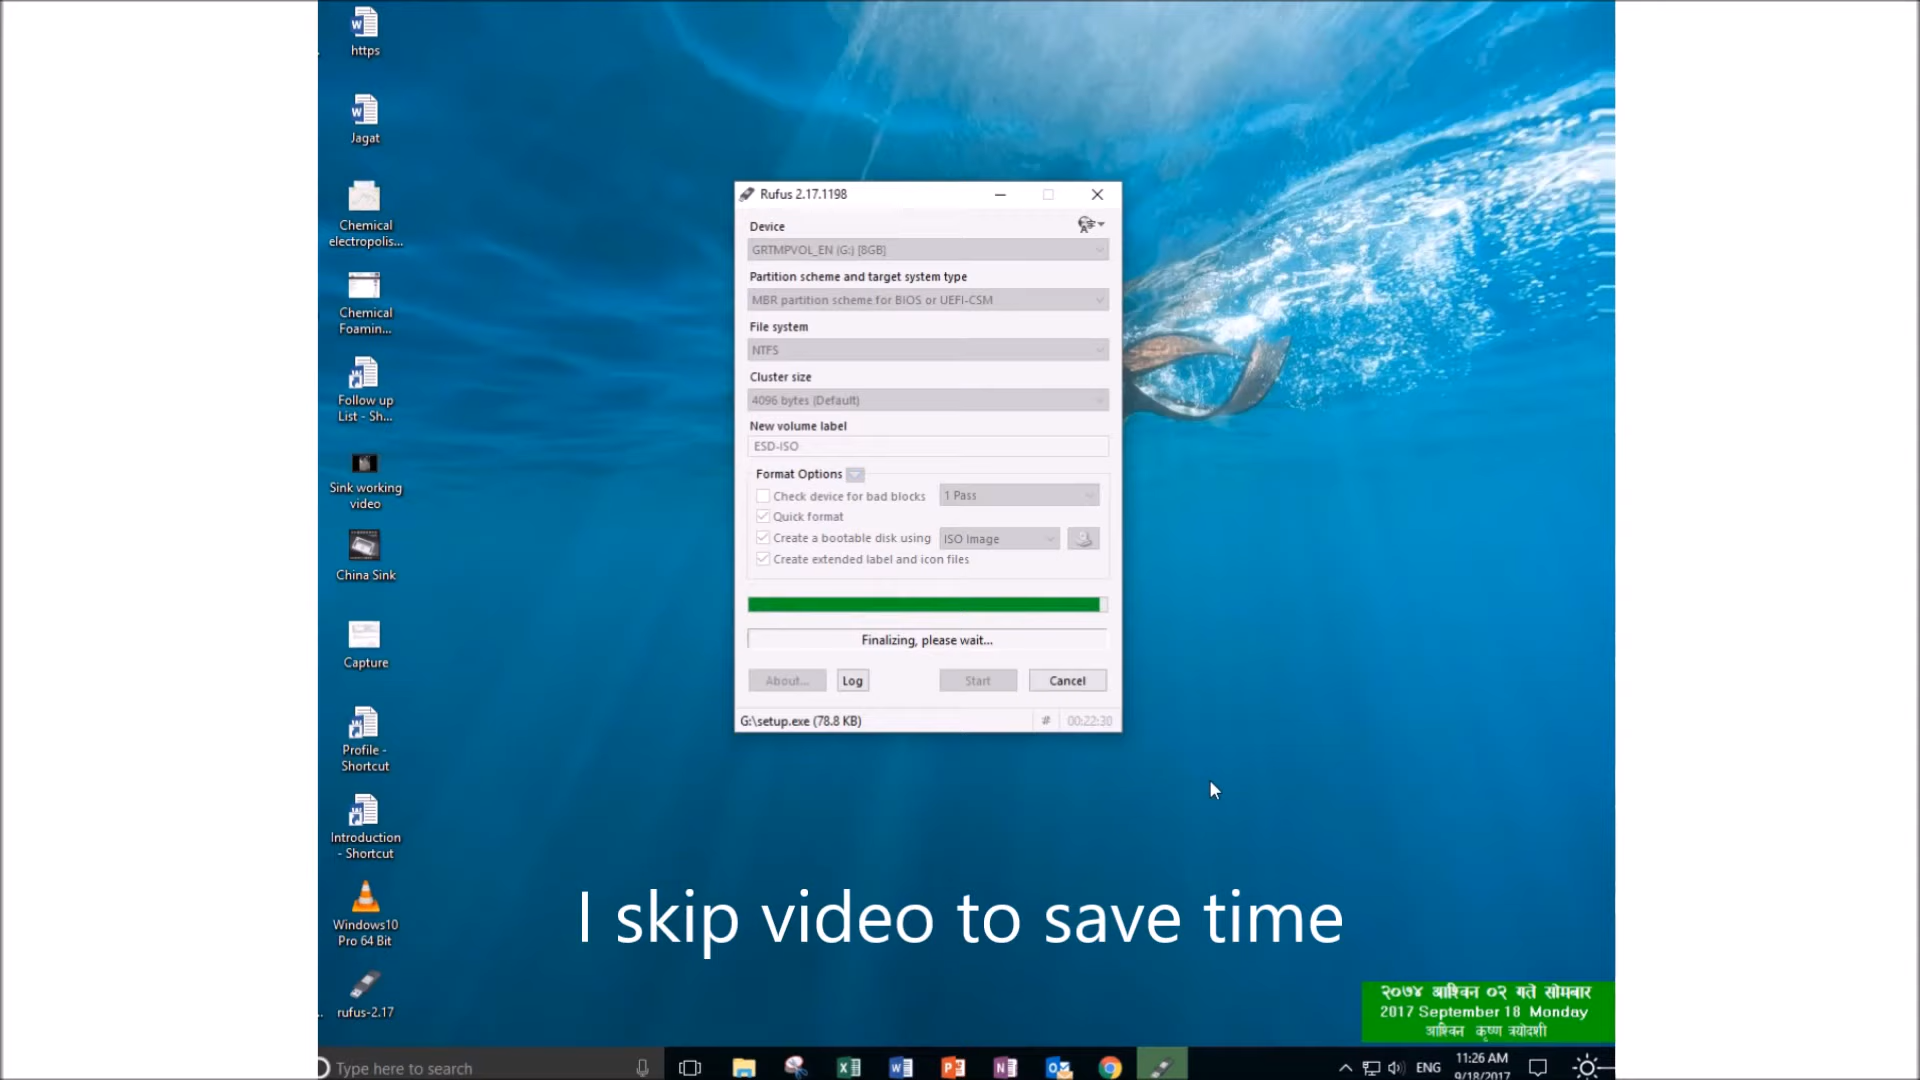 https
Jagat
Chemical
electropolis...
Chemical
Foamin...
Follow up
List - Sh...
Sink working
video
China Sink
Capture
Profile -
Shortcut
Introduction
- Shortcut
Windows10
Pro 64 Bit
rufus-2.17
Rufus 2.17.1198
Device
GRTMPVOL_EN (G:) [8GB]
Partition scheme and target system type
MBR partition scheme for BIOS or UEFI-CSM
File system
NTFS
Cluster size
4096 bytes (Default)
New volume label
ESD-ISO
Format Options
Check device for bad blocks 1 Pass
Quick format
Create a bootable disk using ISO Image
Create extended label and icon files
Finalizing, please wait...
About... Log Start Cancel
G:\setup.exe (78.8 KB) # 00:22:30
I skip video to save time
२०७४ आश्विन ०२ गते सोमबार
2017 September 18 Monday
आश्विन कृष्ण त्रयोदशी
Type here to search
ENG
11:26 AM
9/18/2017